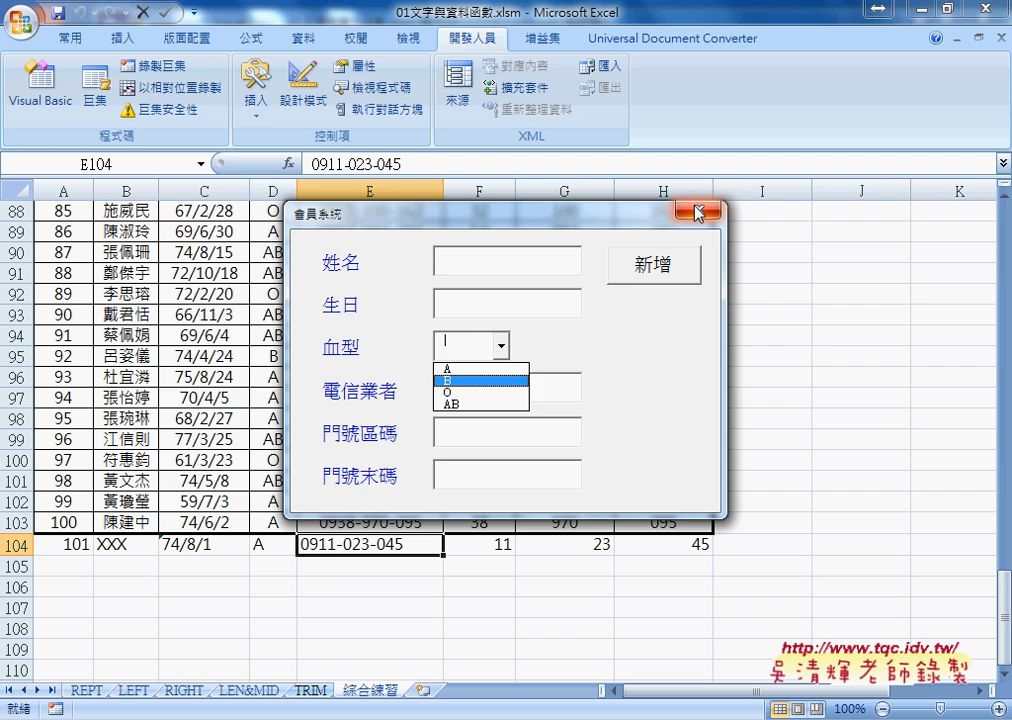 01文字與資料函數.xlsm - Microsoft Excel
常用 插入 版面配置 公式 資料 校閱 檢視 開發人員 增益集 Universal Document Converter
Visual Basic 巨集 錄製巨集 以相對位置錄製 巨集安全性 程式碼
插入 設計模式 屬性 檢視程式碼 執行對話方塊 控制項
來源 對應內容 擴充套件 重新整理資料 匯入 匯出 XML
E104 fx 0911-023-045
A B C D E F G H I J K
88 85 施威民 67/2/28 O
89 86 陳淑玲 69/6/30 A
90 87 張佩珊 74/8/15 AB
91 88 鄭傑宇 72/10/18 AB
92 89 李思瑢 72/2/20 O
93 90 戴君恬 66/11/3 AB
94 91 蔡佩娟 69/6/4 AB
95 92 呂姿儀 74/4/24 B
96 93 杜宜潾 75/8/24 A
97 94 張怡婷 70/4/5 A
98 95 張琬琳 68/2/27 A
99 96 江信則 77/3/25 AB
100 97 符惠鈞 61/3/23 O
101 98 黃文杰 74/5/8 AB
102 99 黃瓊瑩 59/7/3 A
103 100 陳建中 74/6/2 A 0938-970-095 38 970 095
104 101 XXX 74/8/1 A 0911-023-045 11 23 45
105
106
107
108
109
110
會員系統
姓名
新增
生日
血型
A
B
O
AB
電信業者
門號區碼
門號末碼
http://www.tqc.idv.tw/
吳清輝老師錄製
REPT LEFT RIGHT LEN&MID TRIM 綜合練習
就緒 100%